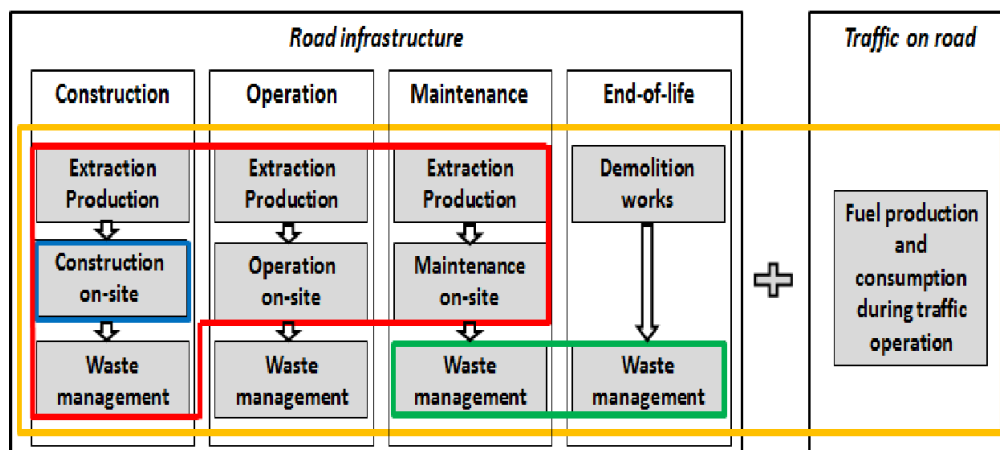 Road infrastructure
Traffic on road
Construction
Operation
Maintenance
End-of-life
Extraction
Production
Extraction
Production
Extraction
Production
Demolition
works
Construction
on-site
Operation
on-site
Maintenance
on-site
Waste
management
Waste
management
Waste
management
Waste
management
Fuel production
and
consumption
during traffic
operation